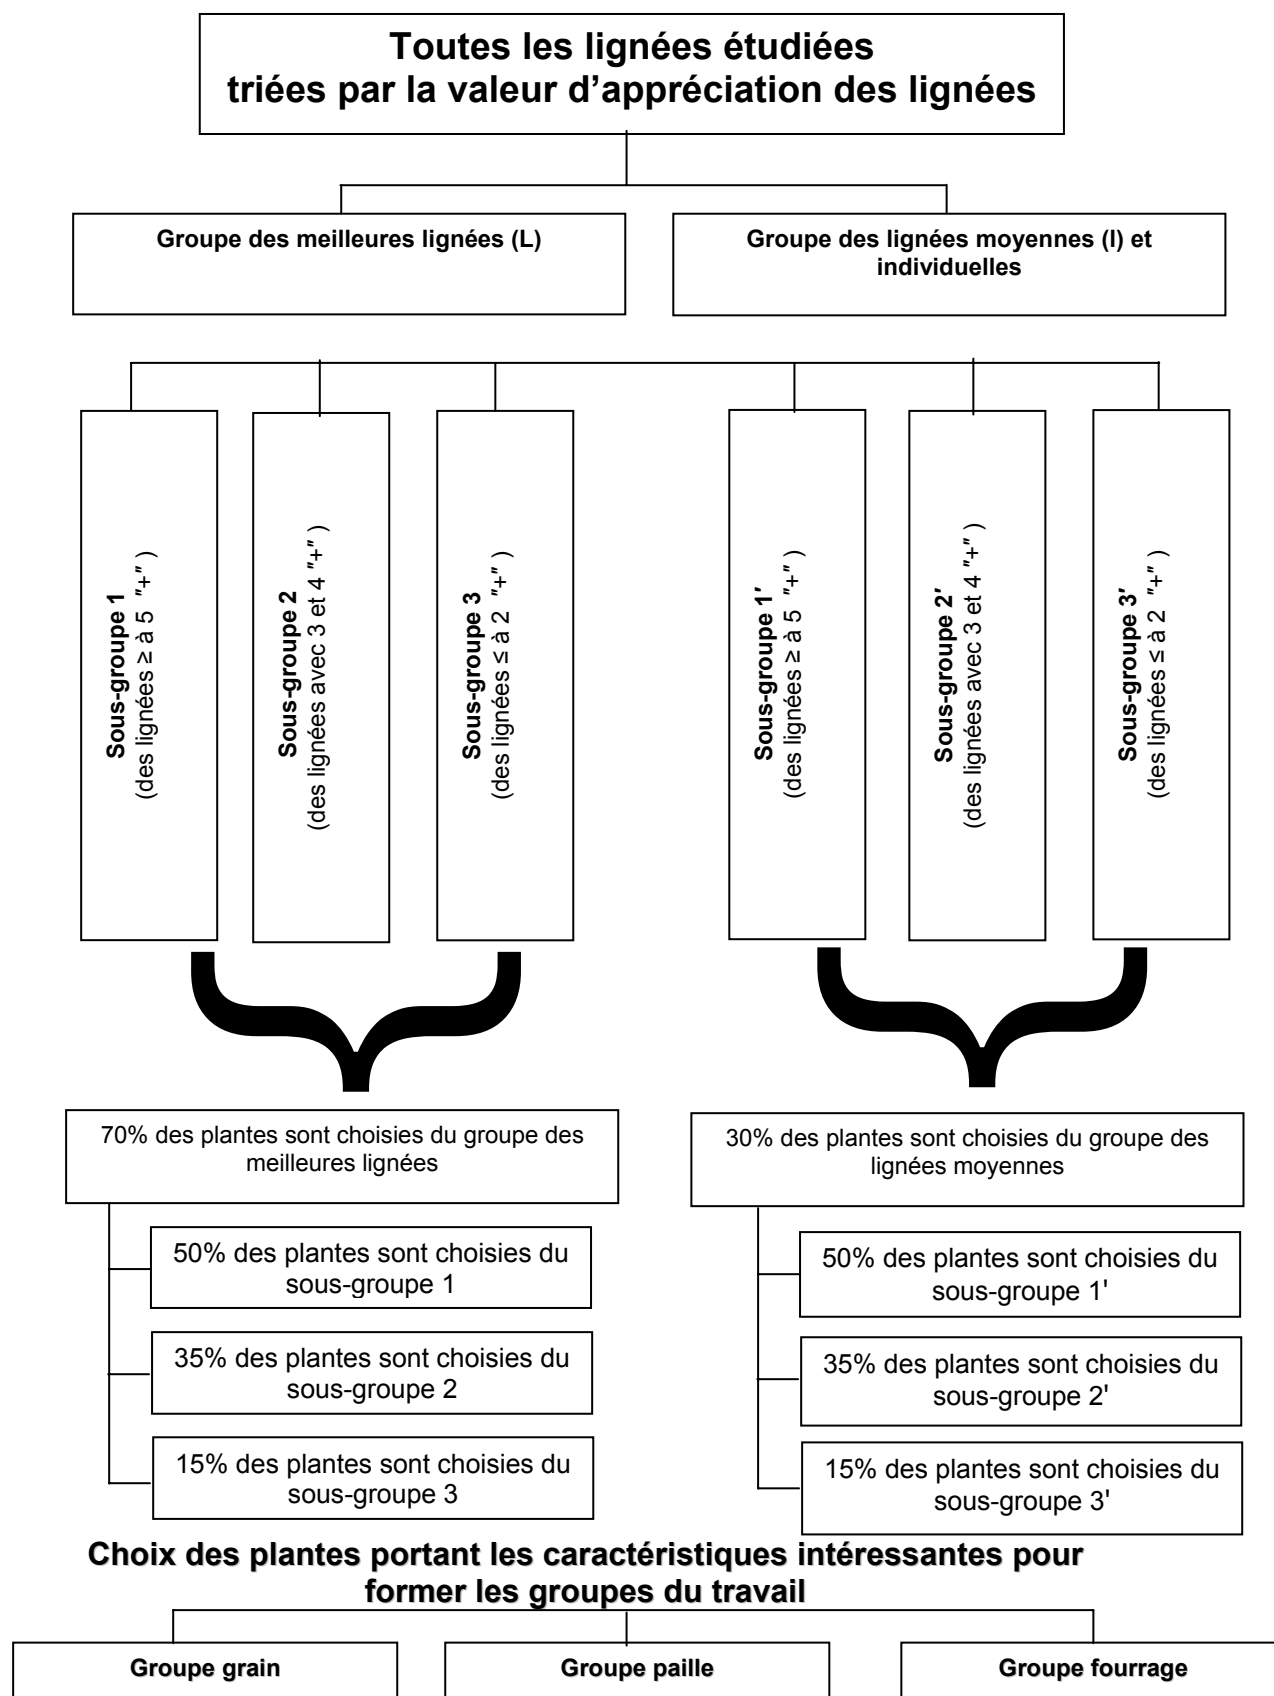 Toutes les lignées étudiées
triées par la valeur d’appréciation des lignées
Groupe des meilleures lignées (L)
Groupe des lignées moyennes (l) et
individuelles
Sous-groupe 1
(des lignées ≥ à 5 "+" )
Sous-groupe 2
(des lignées avec 3 et 4 "+" )
Sous-groupe 3
(des lignées ≤ à 2 "+" )
Sous-groupe 1'
(des lignées ≥ à 5 "+" )
Sous-groupe 2'
(des lignées avec 3 et 4 "+" )
Sous-groupe 3'
(des lignées ≤ à 2 "+" )
70% des plantes sont choisies du groupe des
meilleures lignées
50% des plantes sont choisies du
sous-groupe 1
35% des plantes sont choisies du
sous-groupe 2
15% des plantes sont choisies du
sous-groupe 3
30% des plantes sont choisies du groupe des
lignées moyennes
50% des plantes sont choisies du
sous-groupe 1'
35% des plantes sont choisies du
sous-groupe 2'
15% des plantes sont choisies du
sous-groupe 3'
Choix des plantes portant les caractéristiques intéressantes pour
former les groupes du travail
Groupe grain
Groupe paille
Groupe fourrage